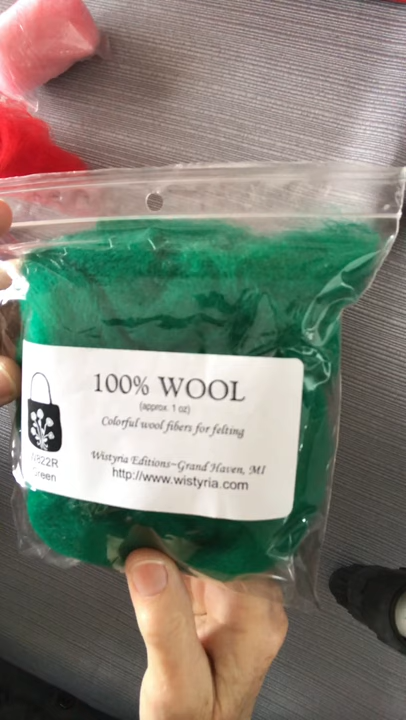 100% WOOL
(approx. 1 oz)
Colorful wool fibers for felting
Wistyria Editions~Grand Haven, MI
http://www.wistyria.com
Green